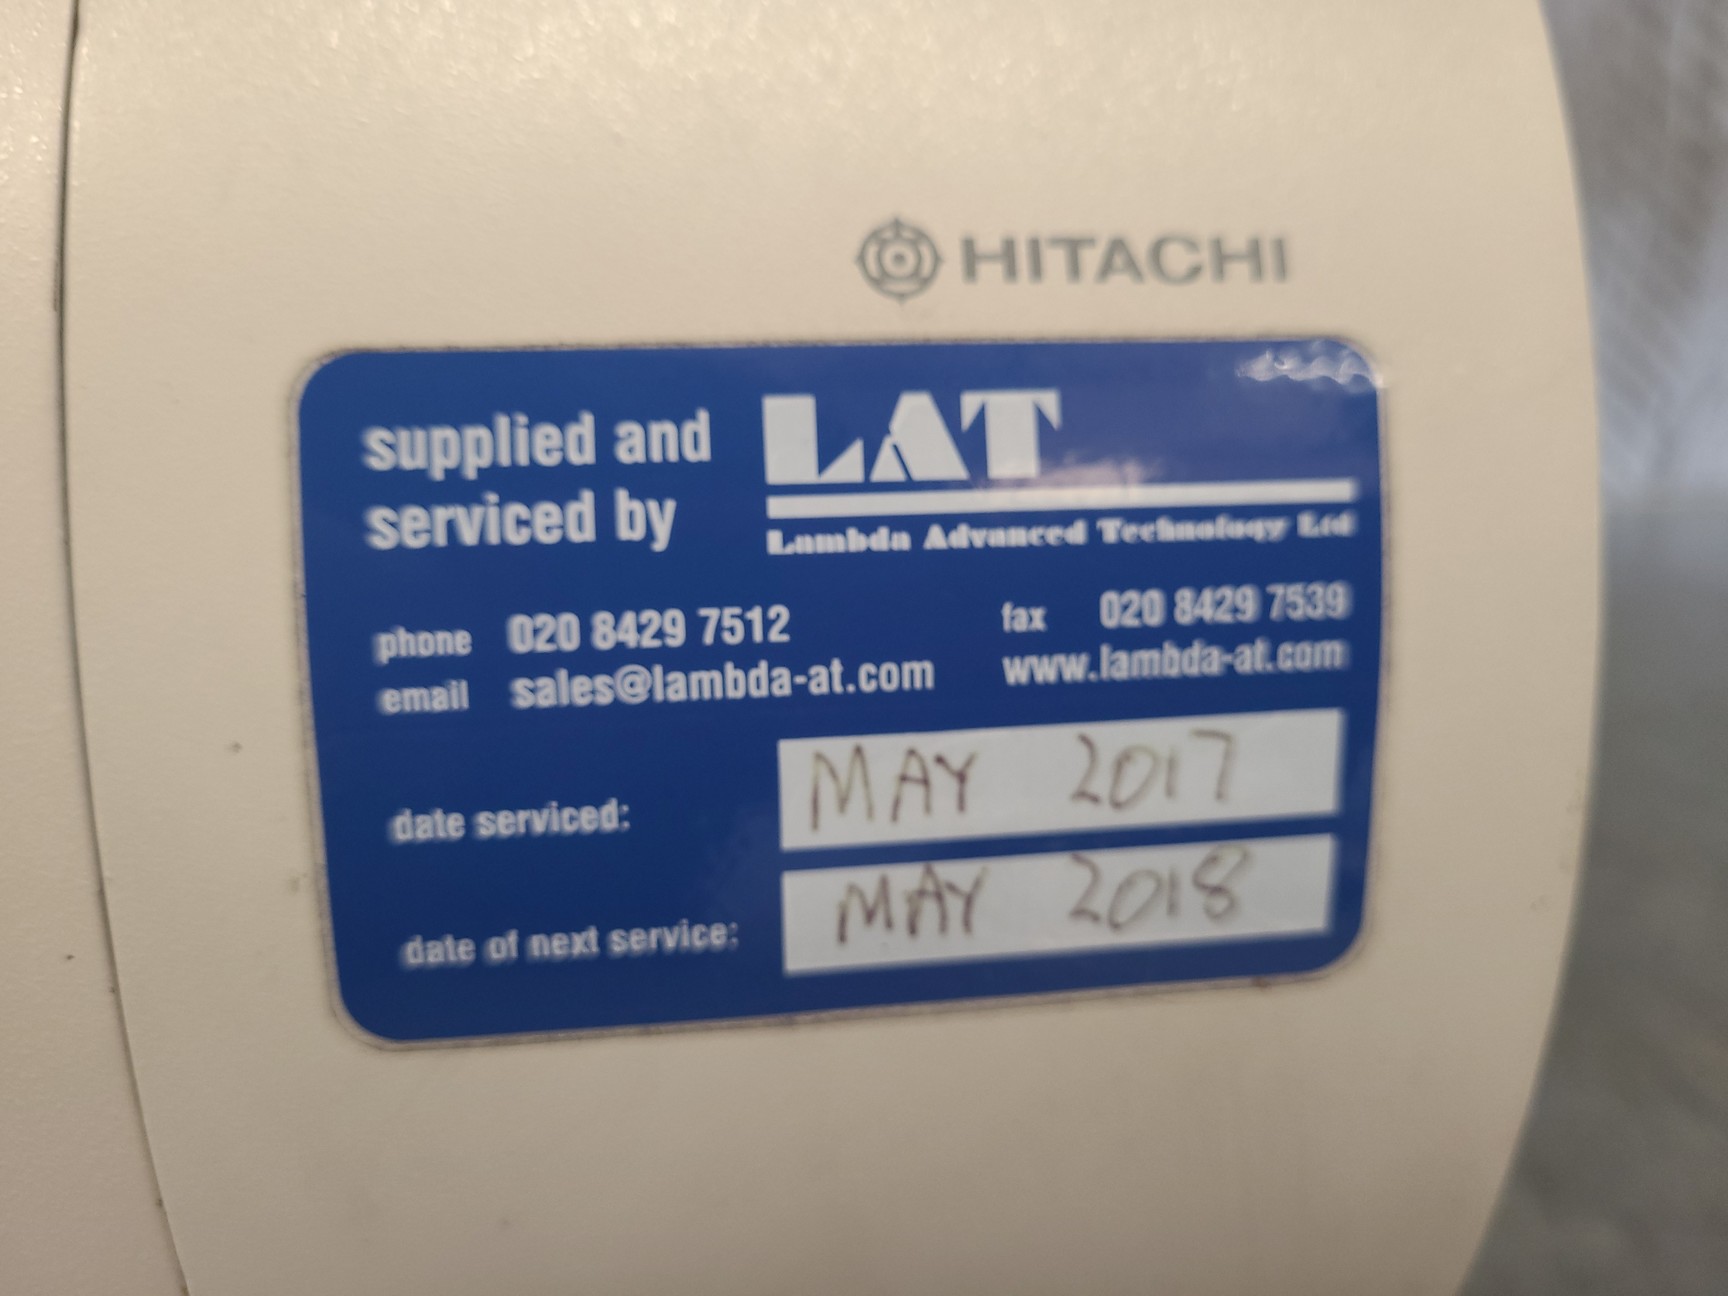 HITACHI
supplied and
serviced by
LAT
Lambda Advanced Technology Ltd
phone 020 8429 7512
fax 020 8429 7539
email sales@lambda-at.com
www.lambda-at.com
date serviced: MAY 2017
date of next service: MAY 2018